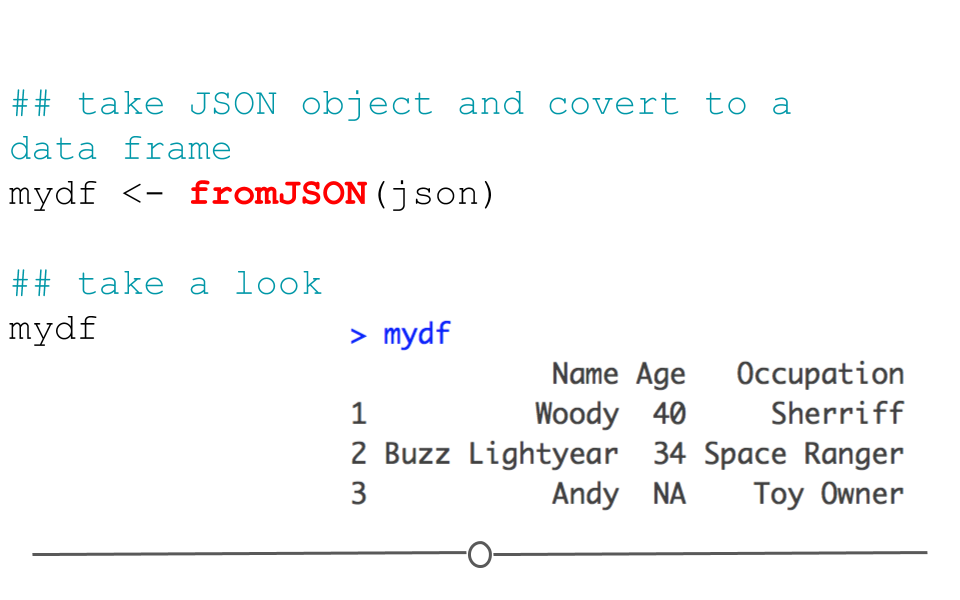 ## take JSON object and covert to a
data frame
mydf <- fromJSON(json)
## take a look
mydf
> mydf
Name Age Occupation
1 Woody 40 Sherriff
2 Buzz Lightyear 34 Space Ranger
3 Andy NA Toy Owner